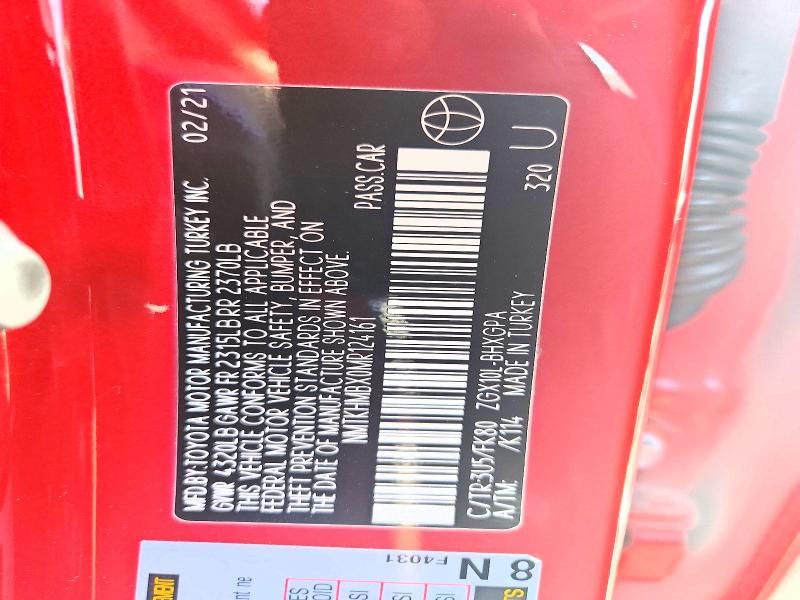 MFD.BY:TOYOTA MOTOR MANUFACTURING TURKEY INC. 02/21
GVWR 4320LB GAWR FR 2315LB RR 2370LB
THIS VEHICLE CONFORMS TO ALL APPLICABLE
FEDERAL MOTOR VEHICLE SAFETY, BUMPER, AND
THEFT PREVENTION STANDARDS IN EFFECT ON
THE DATE OF MANUFACTURE SHOWN ABOVE.
NMTKHMBX0MR124161 PASS.CAR
C/TR:3U5/FK80 ZGX10L-BHXGPA 320 U
A/TM: /K114 MADE IN TURKEY
8 N F4031